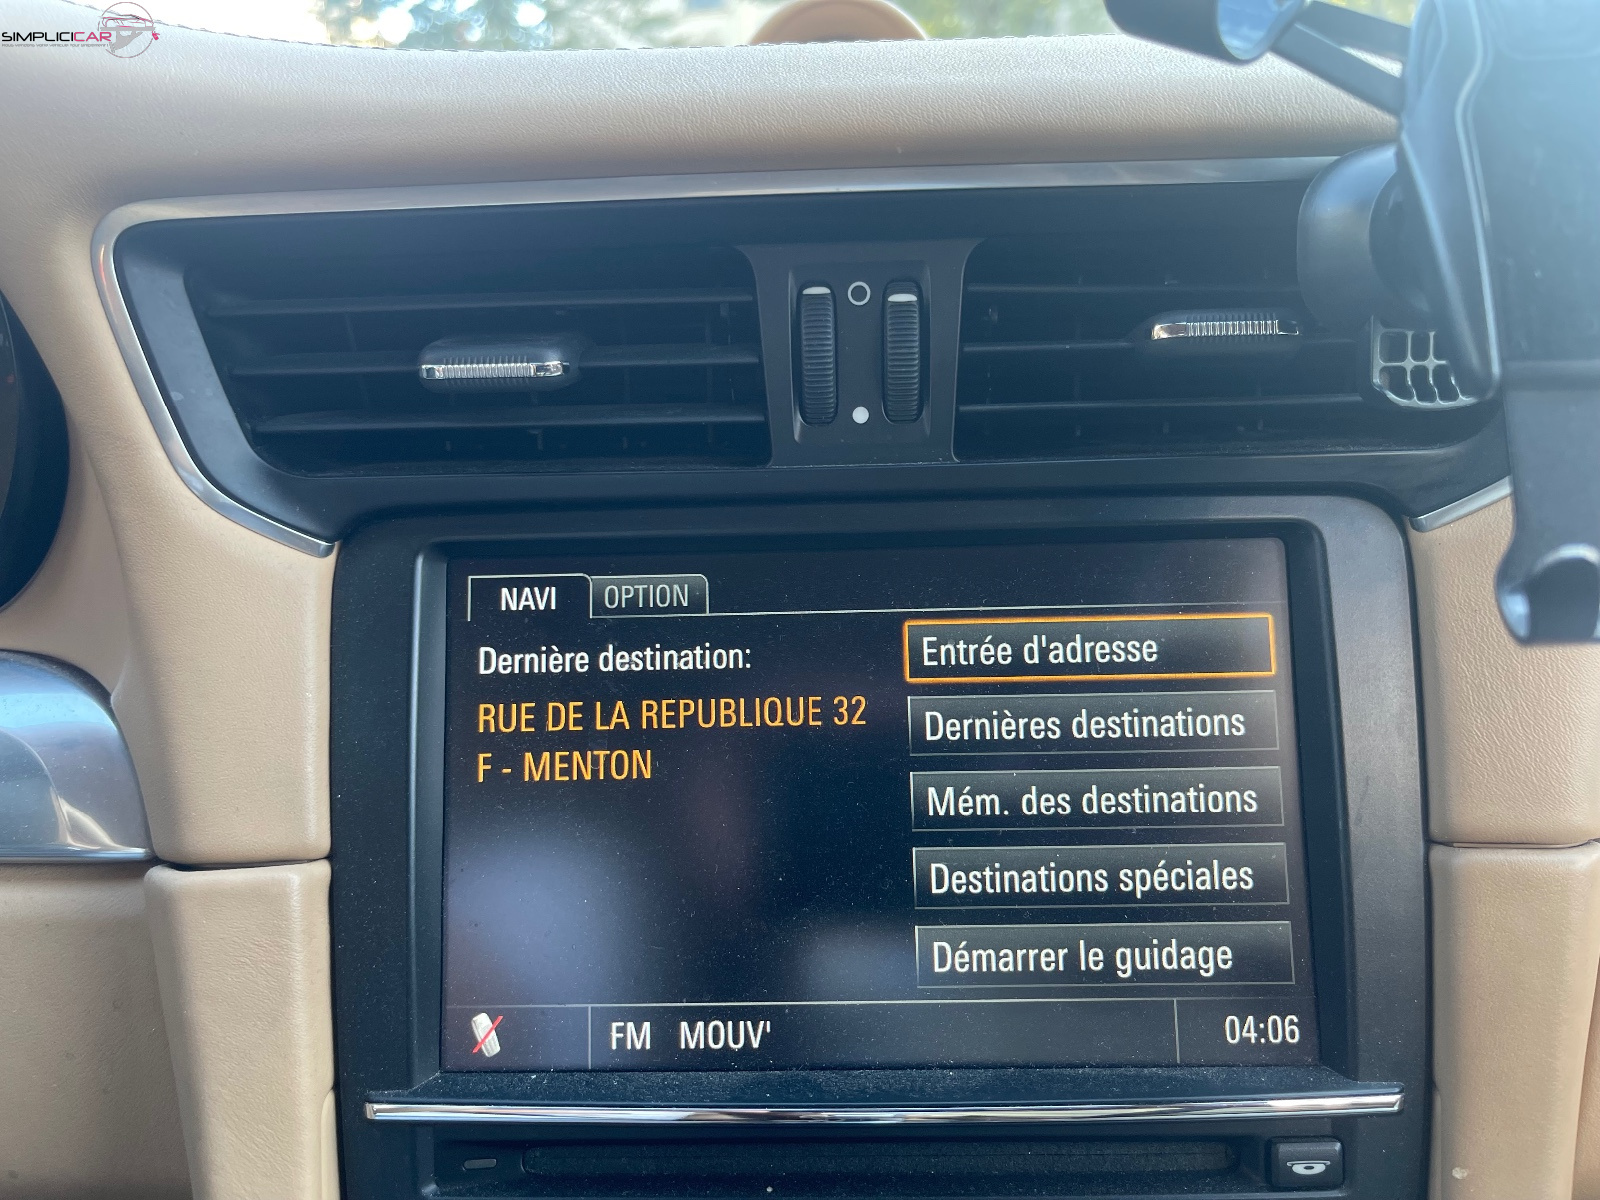 SIMPLICICAR
NAVI
OPTION
Dernière destination:
RUE DE LA REPUBLIQUE 32
F - MENTON
Entrée d'adresse
Dernières destinations
Mém. des destinations
Destinations spéciales
Démarrer le guidage
FM MOUV'
04:06